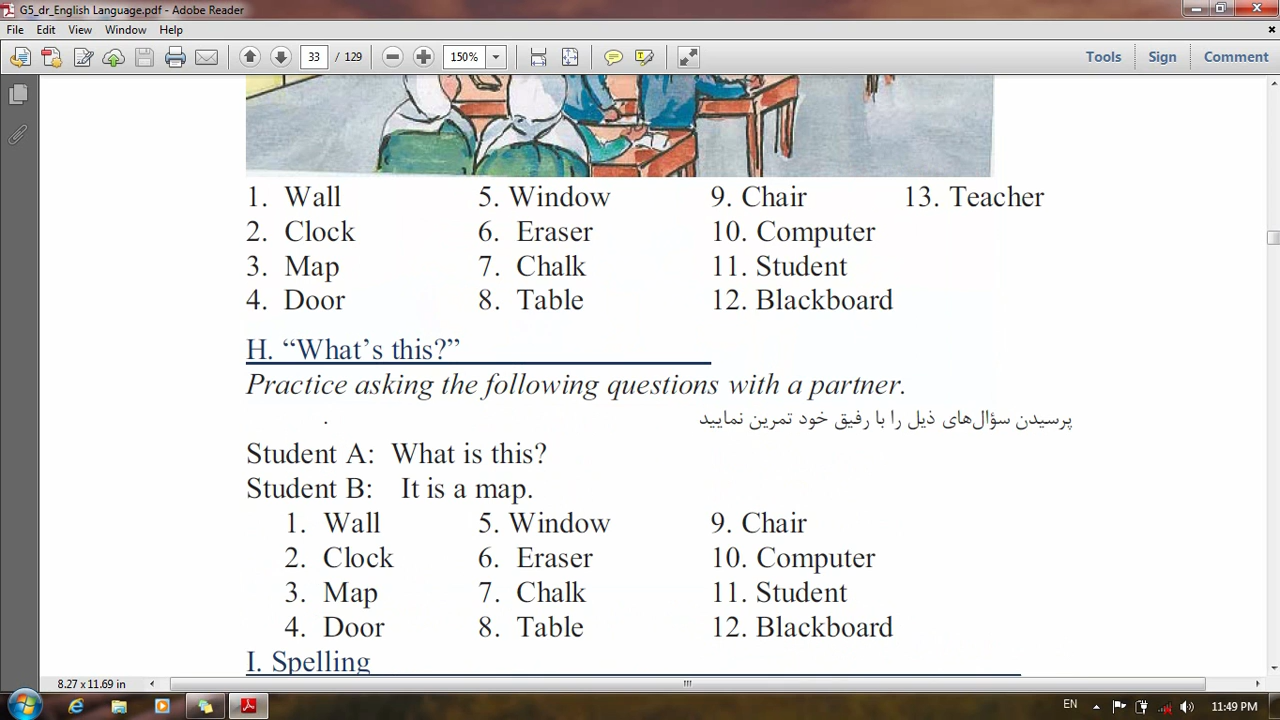 G5_dr_English Language.pdf - Adobe Reader
File Edit View Window Help
33 / 129 150% Tools Sign Comment
1. Wall 5. Window 9. Chair 13. Teacher
2. Clock 6. Eraser 10. Computer
3. Map 7. Chalk 11. Student
4. Door 8. Table 12. Blackboard
H. “What’s this?”
Practice asking the following questions with a partner.
پرسیدن سؤال‌های ذیل را با رفیق خود تمرین نمایید .
Student A: What is this?
Student B: It is a map.
1. Wall 5. Window 9. Chair
2. Clock 6. Eraser 10. Computer
3. Map 7. Chalk 11. Student
4. Door 8. Table 12. Blackboard
I. Spelling
8.27 x 11.69 in
EN 11:49 PM